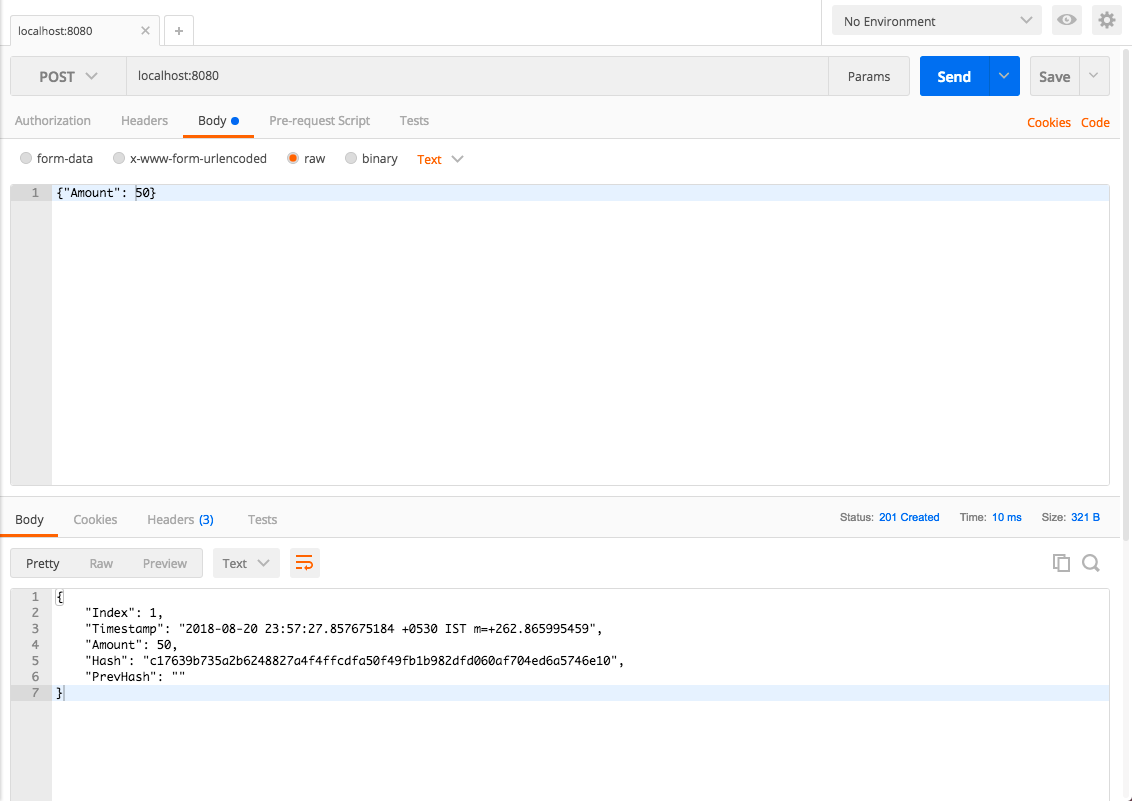 localhost:8080
No Environment
POST localhost:8080 Params Send Save
Authorization Headers Body Pre-request Script Tests Cookies Code
form-data x-www-form-urlencoded raw binary Text
1 {"Amount": 50}
Body Cookies Headers (3) Tests Status: 201 Created Time: 10 ms Size: 321 B
Pretty Raw Preview Text
1 {
2 "Index": 1,
3 "Timestamp": "2018-08-20 23:57:27.857675184 +0530 IST m=+262.865995459",
4 "Amount": 50,
5 "Hash": "c17639b735a2b6248827a4f4ffcdfa50f49fb1b982dfd060af704ed6a5746e10",
6 "PrevHash": ""
7 }